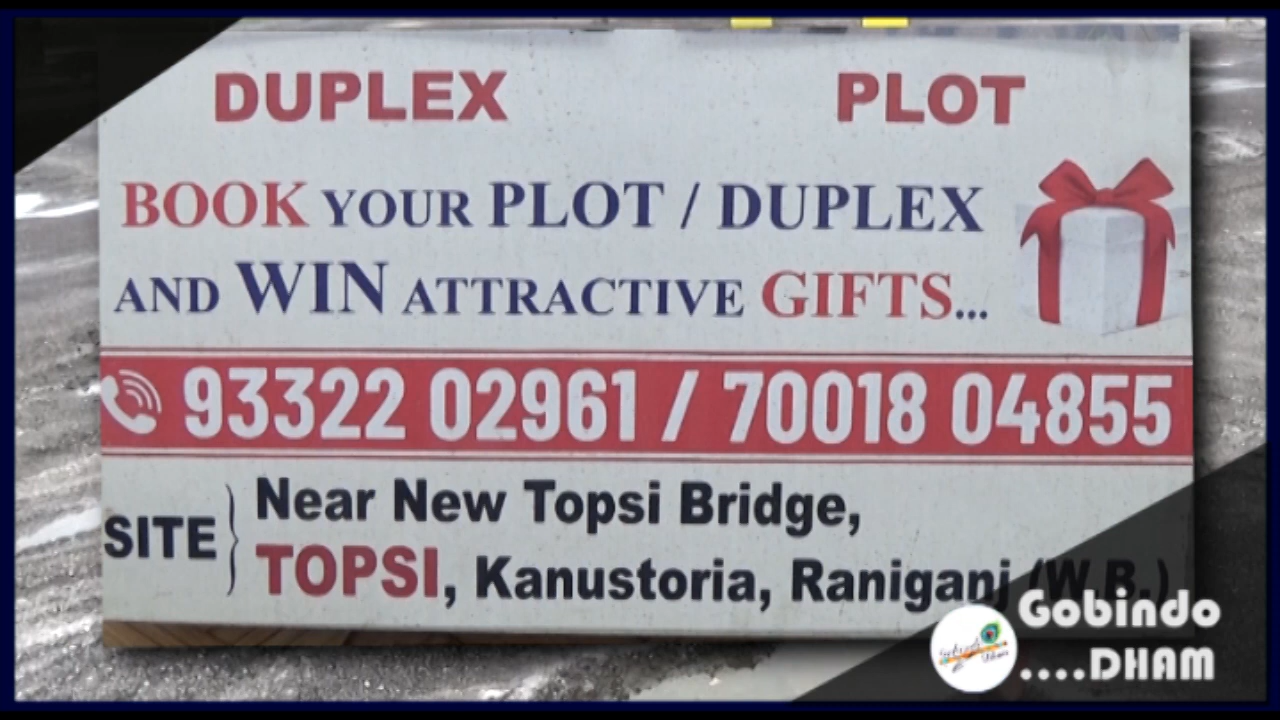 DUPLEX PLOT
BOOK YOUR PLOT / DUPLEX
AND WIN ATTRACTIVE GIFTS...
93322 02961 / 70018 04855
SITE } Near New Topsi Bridge,
TOPSI, Kanustoria, Raniganj (W.B.)
Gobindo
....DHAM